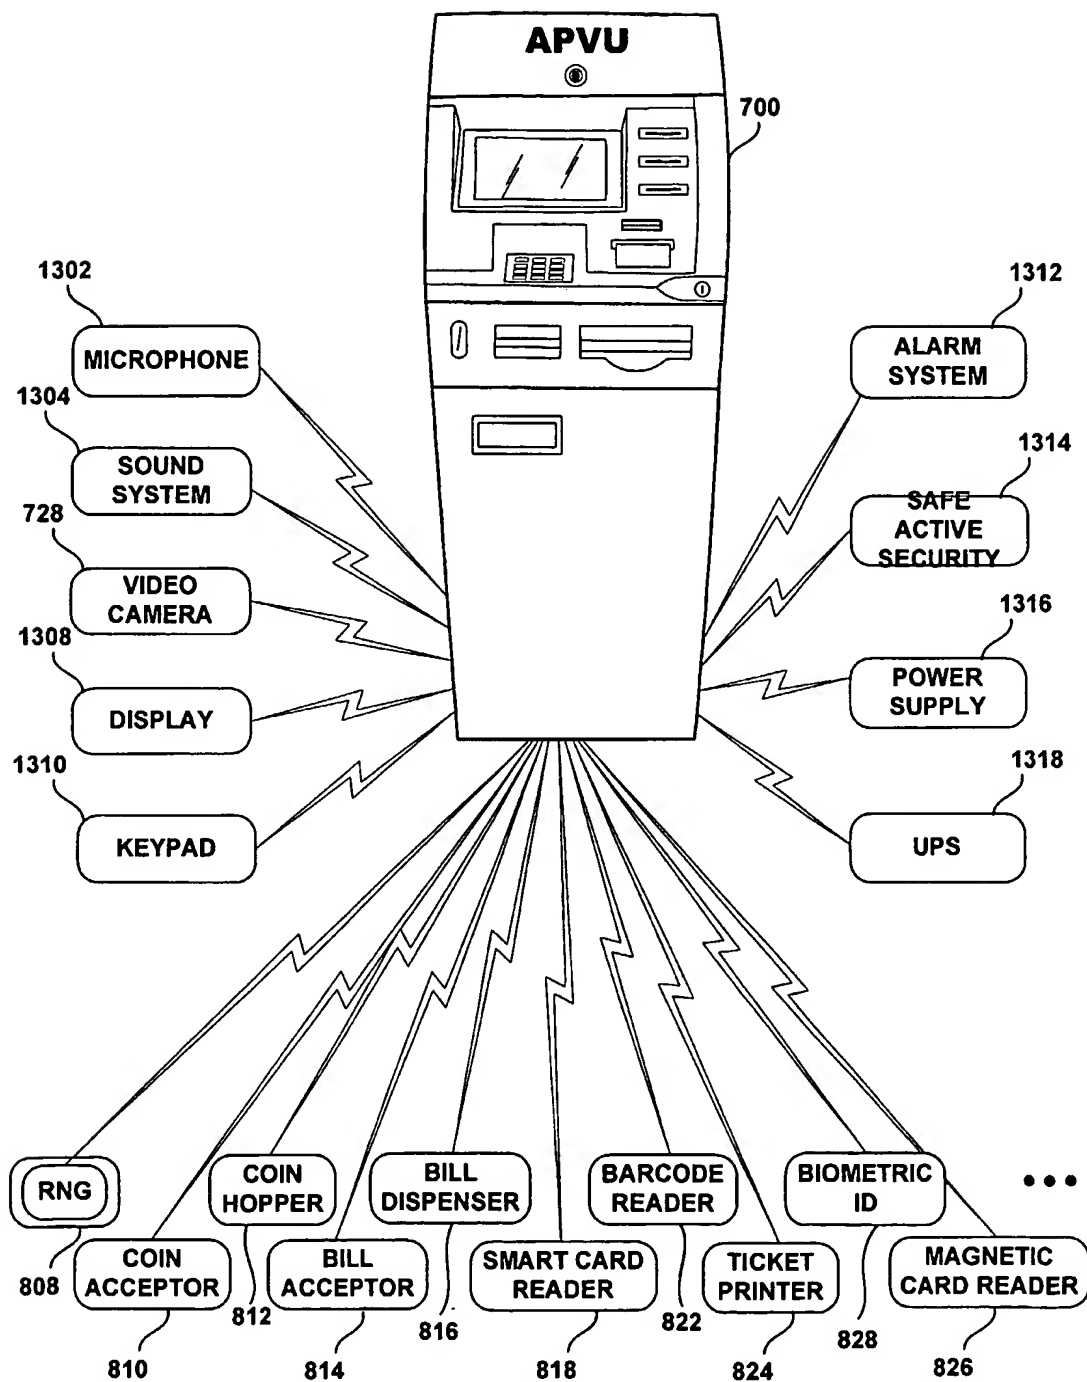 APVU
700
1302
MICROPHONE
1304
SOUND
SYSTEM
728
VIDEO
CAMERA
1308
DISPLAY
1310
KEYPAD
1312
ALARM
SYSTEM
1314
SAFE
ACTIVE
SECURITY
1316
POWER
SUPPLY
1318
UPS
RNG
808
COIN
ACCEPTOR
810
COIN
HOPPER
812
BILL
ACCEPTOR
814
BILL
DISPENSER
816
SMART CARD
READER
818
BARCODE
READER
822
TICKET
PRINTER
824
BIOMETRIC
ID
828
MAGNETIC
CARD READER
826
•••